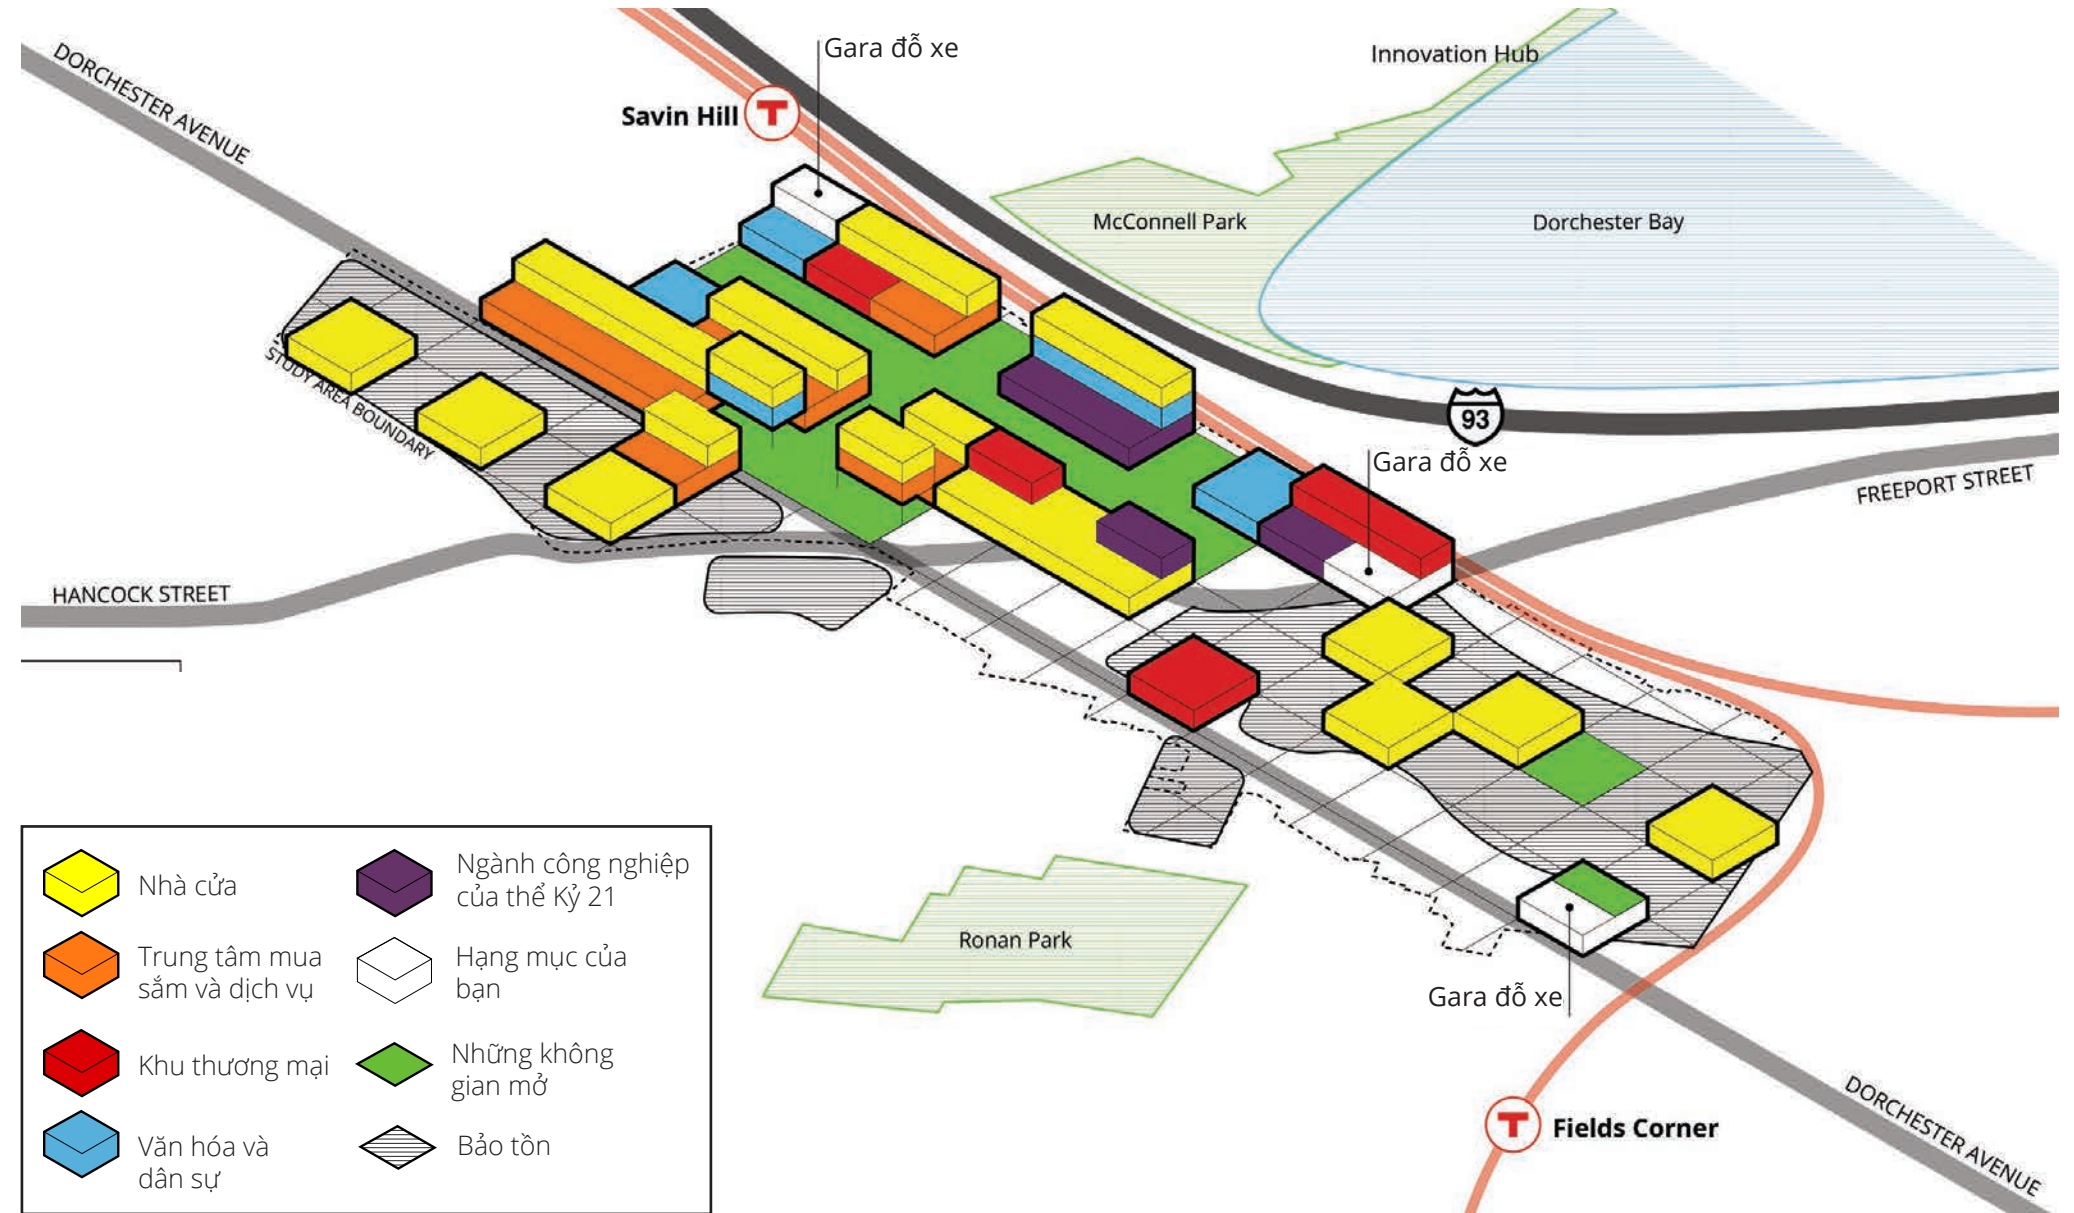 Gara đỗ xe
Innovation Hub
DORCHESTER AVENUE
Savin Hill
T
McConnell Park
Dorchester Bay
STUDY AREA BOUNDARY
93
Gara đỗ xe
FREEPORT STREET
HANCOCK STREET
Ronan Park
Gara đỗ xe
T
Fields Corner
DORCHESTER AVENUE
Nhà cửa
Trung tâm mua
sắm và dịch vụ
Khu thương mại
Văn hóa và
dân sự
Ngành công nghiệp
của thể Kỷ 21
Hạng mục của
bạn
Những không
gian mở
Bảo tồn